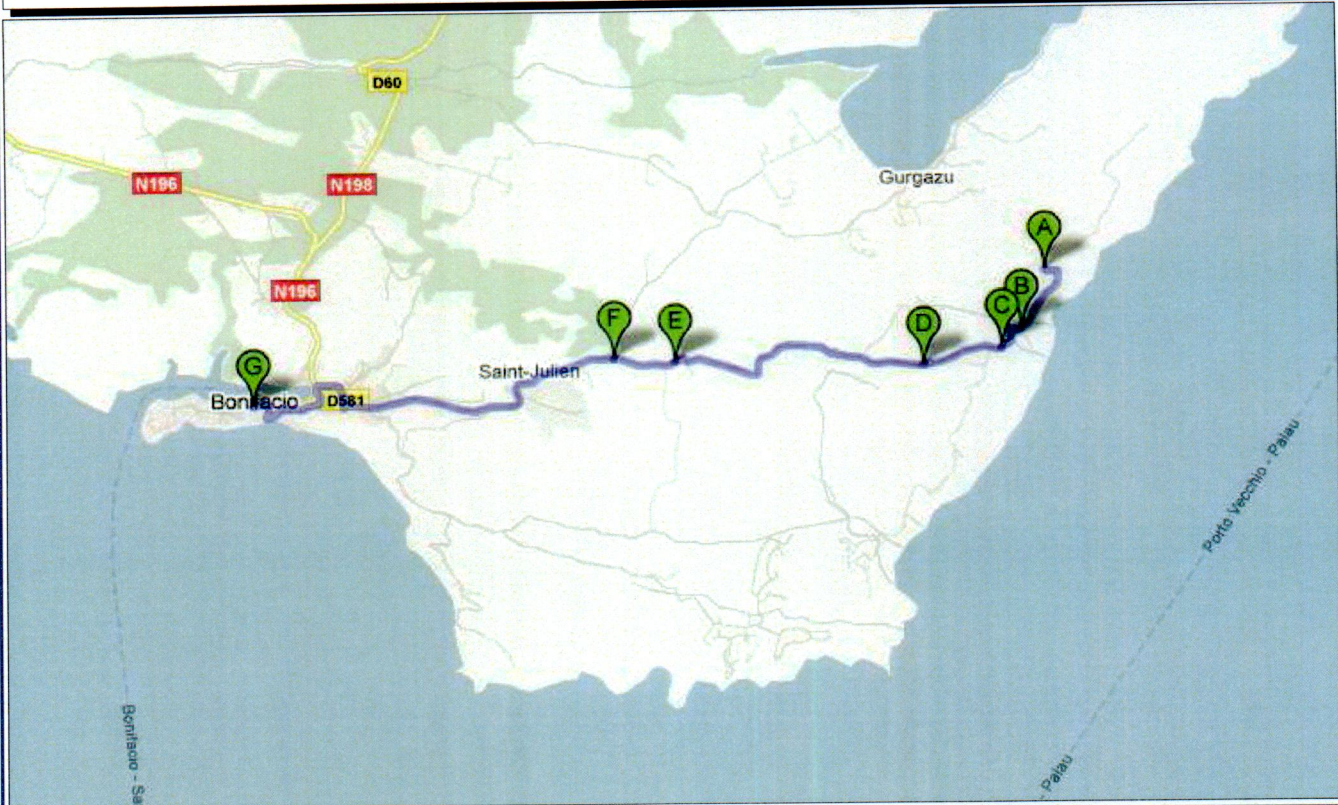 D60
N196
N198
Gurgazu
A
N196
B
C
D
F
E
Saint-Julien
G
Bonifacio
D581
Porto Vecchio - Palau
Bonifacio - Sa
- Palau